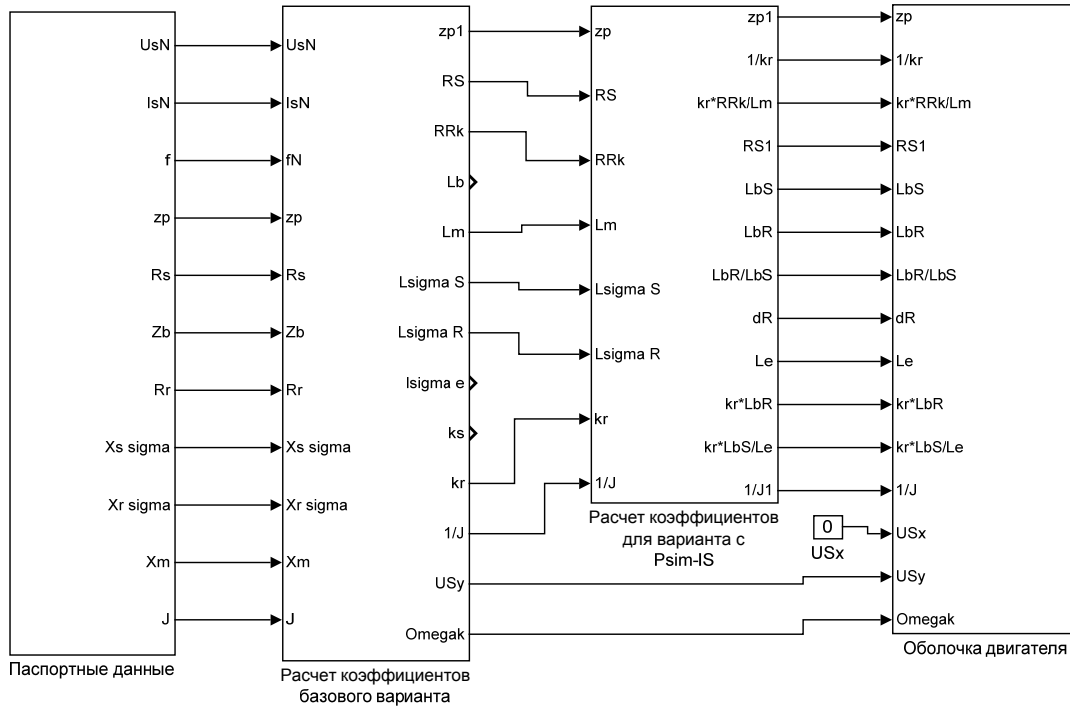 UsN
IsN
f
zp
Rs
Zb
Rr
Xs sigma
Xr sigma
Xm
J
Паспортные данные
UsN
IsN
fN
zp
Rs
Zb
Rr
Xs sigma
Xr sigma
Xm
J
zp1
RS
RRk
Lb
Lm
Lsigma S
Lsigma R
lsigma e
ks
kr
1/J
USy
Omegak
Расчет коэффициентов
базового варианта
zp
RS
RRk
Lm
Lsigma S
Lsigma R
kr
1/J
zp1
1/kr
kr*RRk/Lm
RS1
LbS
LbR
LbR/LbS
dR
Le
kr*LbR
kr*LbS/Le
1/J1
Расчет коэффициентов
для варианта с
Psim-IS
0
USx
zp
1/kr
kr*RRk/Lm
RS1
LbS
LbR
LbR/LbS
dR
Le
kr*LbR
kr*LbS/Le
1/J
USx
USy
Omegak
Оболочка двигателя